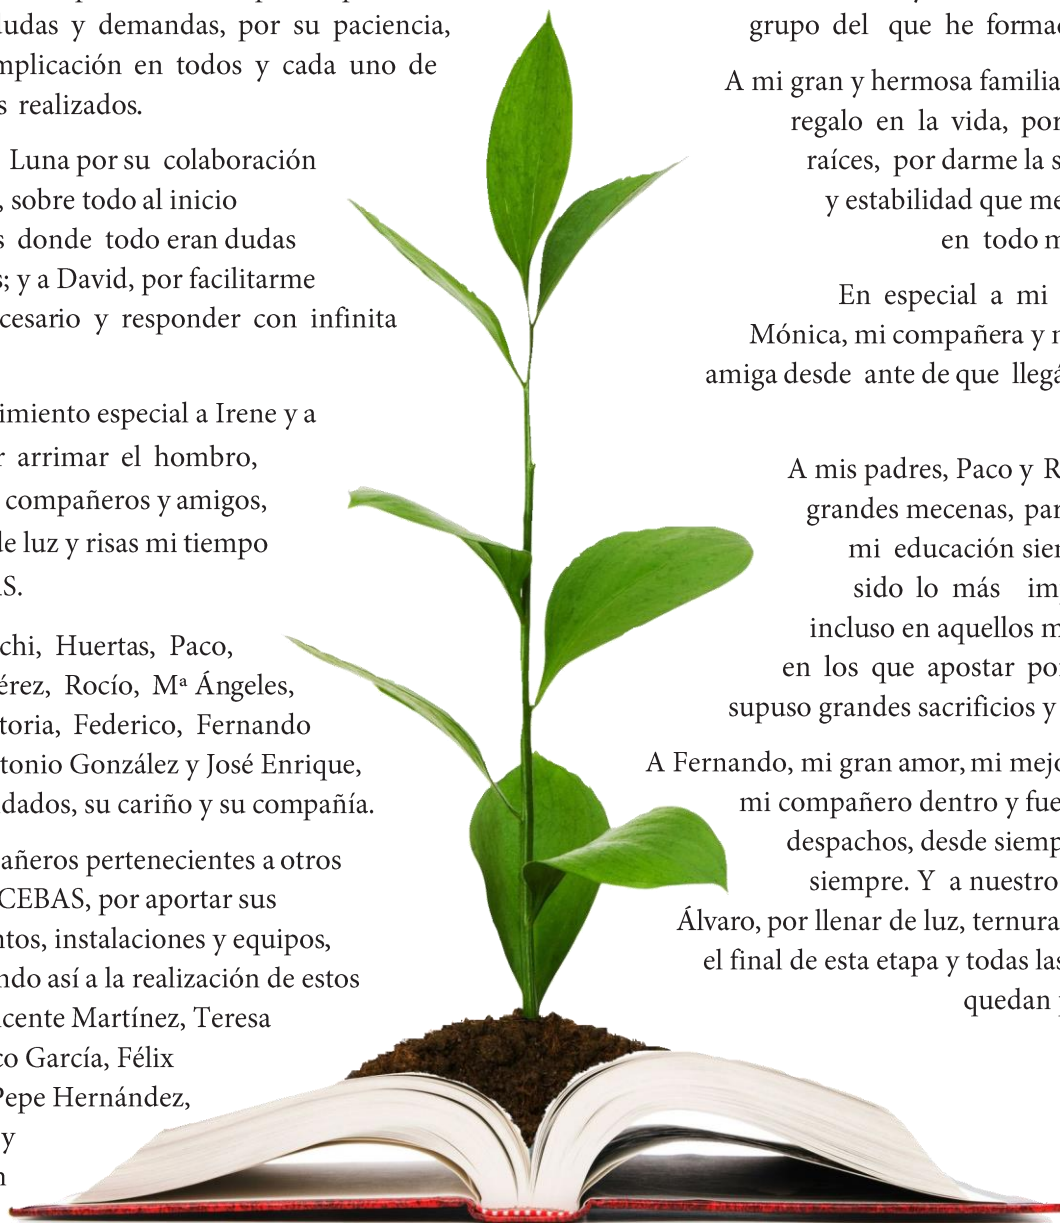 dudas y demandas, por su paciencia,
mplicación en todos y cada uno de
s realizados.
Luna por su colaboración
, sobre todo al inicio
s donde todo eran dudas
s; y a David, por facilitarme
cesario y responder con infinita
imiento especial a Irene y a
r arrimar el hombro,
compañeros y amigos,
de luz y risas mi tiempo
AS.
chi, Huertas, Paco,
érez, Rocío, Mª Ángeles,
toria, Federico, Fernando
tonio González y José Enrique,
idados, su cariño y su compañía.
añeros pertenecientes a otros
CEBAS, por aportar sus
ntos, instalaciones y equipos,
ndo así a la realización de estos
icente Martínez, Teresa
co García, Félix
Pepe Hernández,
y
n
grupo del que he formad
A mi gran y hermosa familia
regalo en la vida, por
raíces, por darme la s
y estabilidad que me
en todo m
En especial a mi
Mónica, mi compañera y m
amiga desde ante de que llegá
A mis padres, Paco y R
grandes mecenas, par
mi educación sien
sido lo más im
incluso en aquellos m
en los que apostar por
supuso grandes sacrificios y
A Fernando, mi gran amor, mi mejo
mi compañero dentro y fue
despachos, desde siemp
siempre. Y a nuestro
Álvaro, por llenar de luz, ternura
el final de esta etapa y todas las
quedan